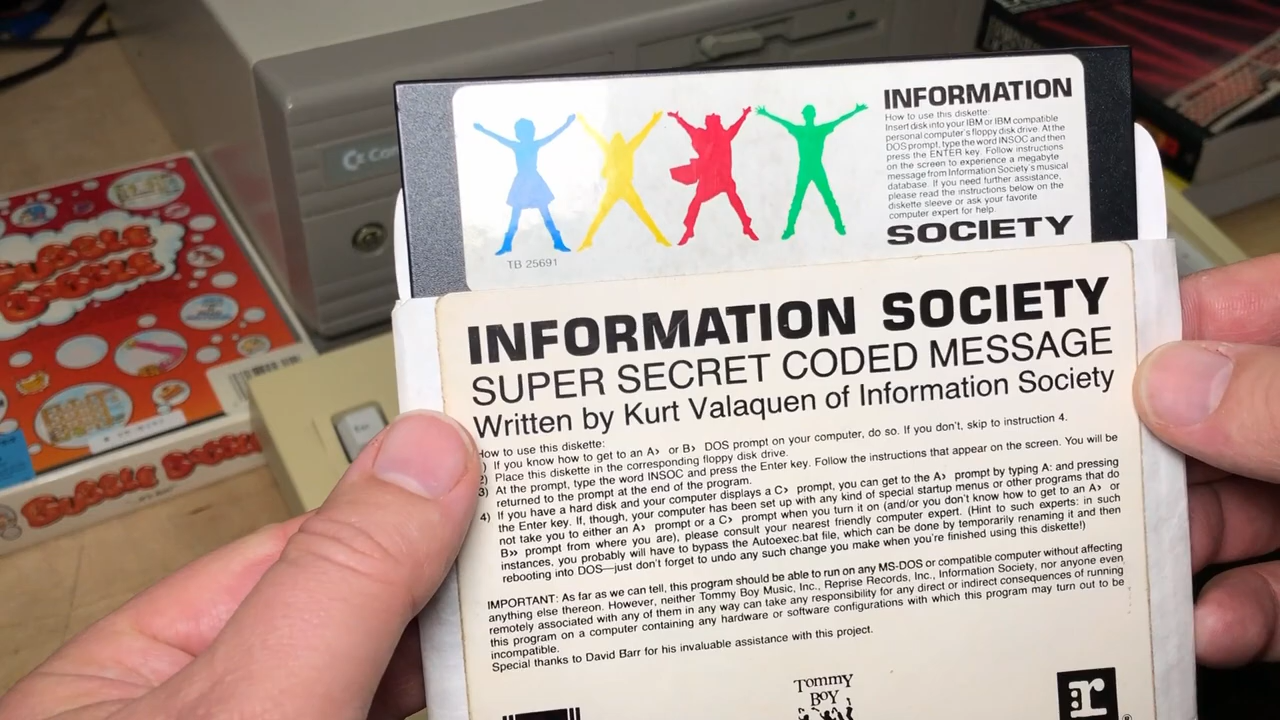 INFORMATION
How to use this diskette:
Insert disk into your IBM or IBM compatible
personal computer's floppy disk drive. At the
DOS prompt, type the word INSOC and then
press the ENTER key. Follow instructions
on the screen to experience a megabyte
message from Information Society's musical
database. If you need further assistance,
please read the instructions below on the
diskette sleeve or ask your favorite
computer expert for help.
SOCIETY
TB 25691
INFORMATION SOCIETY
SUPER SECRET CODED MESSAGE
Written by Kurt Valaquen of Information Society
How to use this diskette:
1) If you know how to get to an A> or B> DOS prompt on your computer, do so. If you don't, skip to instruction 4.
2) Place this diskette in the corresponding floppy disk drive.
3) At the prompt, type the word INSOC and press the Enter key. Follow the instructions that appear on the screen. You will be
returned to the prompt at the end of the program.
4) If you have a hard disk and your computer displays a C> prompt, you can get to the A> prompt by typing A: and pressing
the Enter key. If, though, your computer has been set up with any kind of special startup menus or other programs that do
not take you to either an A> prompt or a C> prompt when you turn it on (and/or you don't know how to get to an A> or
B>> prompt from where you are), please consult your nearest friendly computer expert. (Hint to such experts: in such
instances, you probably will have to bypass the Autoexec.bat file, which can be done by temporarily renaming it and then
rebooting into DOS—just don't forget to undo any such change you make when you're finished using this diskette!)
IMPORTANT: As far as we can tell, this program should be able to run on any MS-DOS or compatible computer without affecting
anything else thereon. However, neither Tommy Boy Music, Inc., Reprise Records, Inc., Information Society, nor anyone even
remotely associated with any of them in any way can take any responsibility for any direct or indirect consequences of running
this program on a computer containing any hardware or software configurations with which this program may turn out to be
incompatible.
Special thanks to David Barr for his invaluable assistance with this project.
Tommy
BOY
r
®
BUBBLE
BOBBLE
BUBBLE BOBBLE
Esc